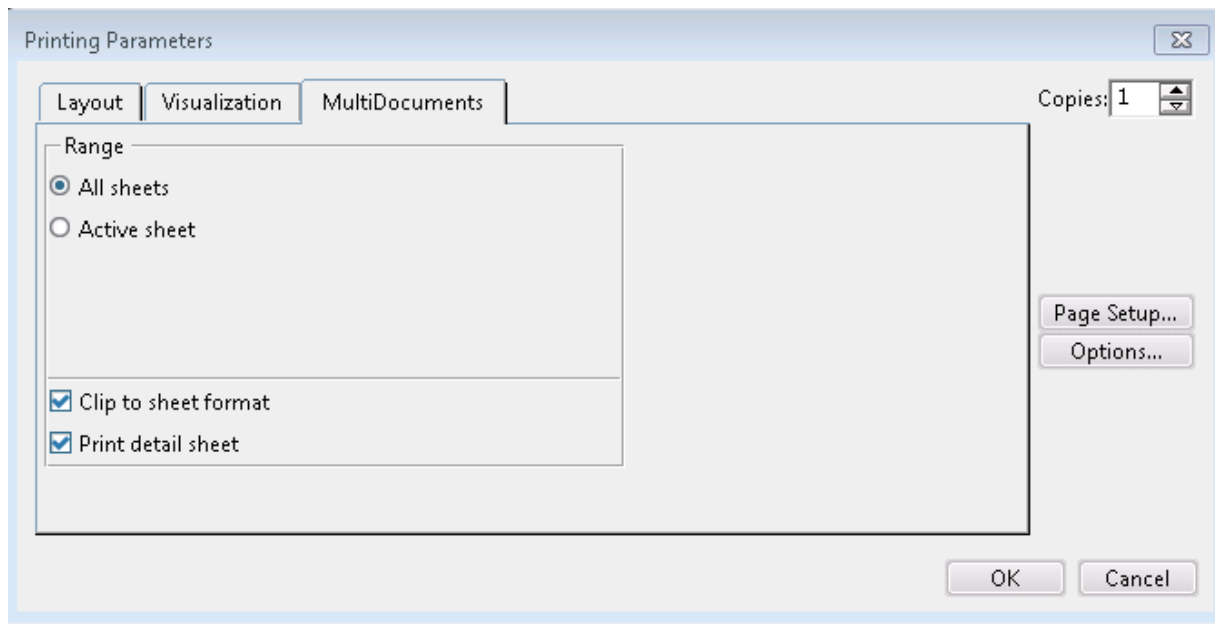 Printing Parameters
Layout Visualization MultiDocuments
Copies: 1
Range
All sheets
Active sheet
Page Setup...
Options...
Clip to sheet format
Print detail sheet
OK Cancel